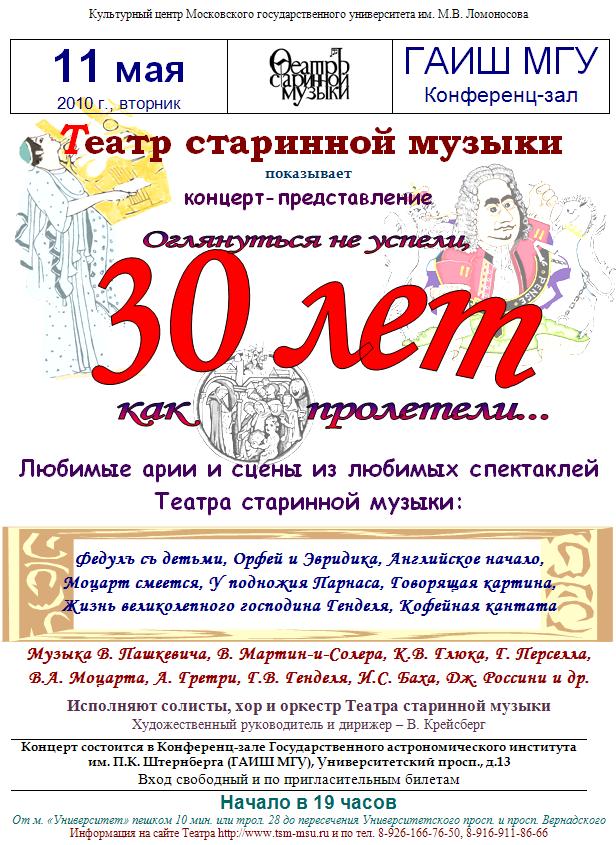 Культурный центр Московского государственного университета им. М.В. Ломоносова
11 мая
2010 г., вторник
Театръ
старинной
музыки
ГАИШ МГУ
Конференц-зал
Театр старинной музыки
показывает
концерт-представление
Оглянуться не успели,
30 лет
как пролетели...
Любимые арии и сцены из любимых спектаклей
Театра старинной музыки:
Федулъ съ детьми, Орфей и Эвридика, Английское начало,
Моцарт смеется, У подножия Парнаса, Говорящая картина,
Жизнь великолепного господина Генделя, Кофейная кантата
Музыка В. Пашкевича, В. Мартин-и-Солера, К.В. Глюка, Г. Перселла,
В.А. Моцарта, А. Гретри, Г.В. Генделя, И.С. Баха, Дж. Россини и др.
Исполняют солисты, хор и оркестр Театра старинной музыки
Художественный руководитель и дирижер – В. Крейсберг
Концерт состоится в Конференц-зале Государственного астрономического института
им. П.К. Штернберга (ГАИШ МГУ), Университетский просп., д.13
Вход свободный и по пригласительным билетам
Начало в 19 часов
От м. «Университет» пешком 10 мин. или трол. 28 до пересечения Университетского просп. и просп. Вернадского
Информация на сайте Театра http://www.tsm-msu.ru и по тел. 8-926-166-76-50, 8-916-911-86-66